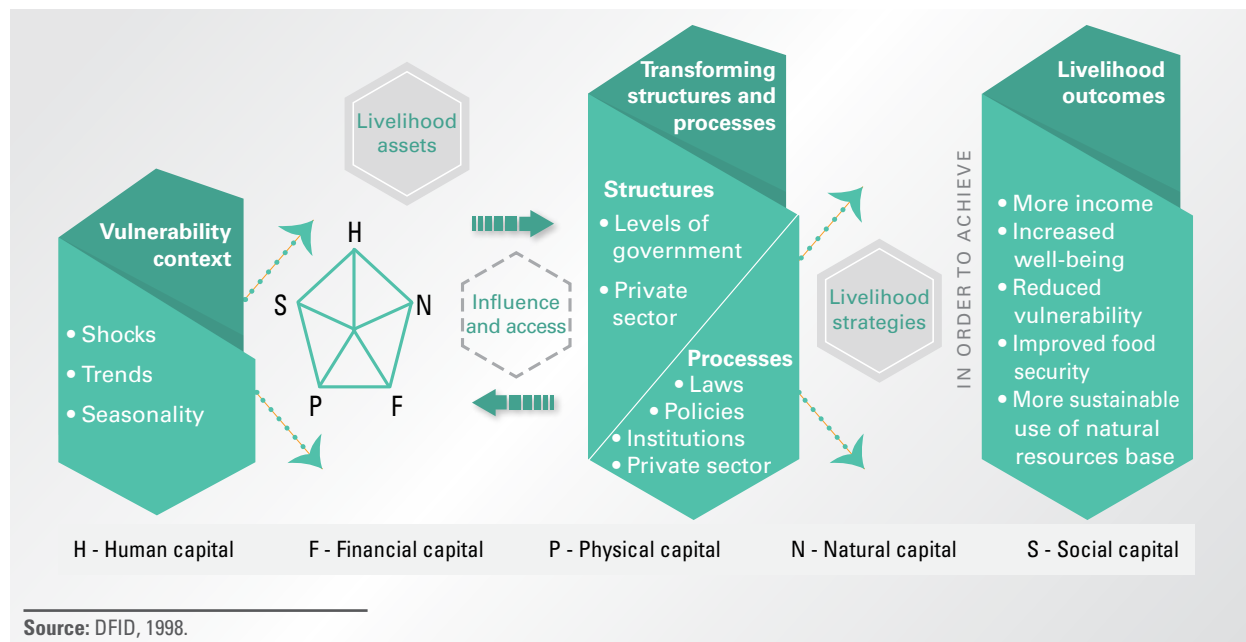 Vulnerability
context
• Shocks
• Trends
• Seasonality
Livelihood
assets
H
S
N
P
F
Influence
and access
Transforming
structures and
processes
Structures
• Levels of
government
• Private
sector
Processes
• Laws
• Policies
• Institutions
• Private sector
Livelihood
strategies
IN ORDER TO ACHIEVE
Livelihood
outcomes
• More income
• Increased
well-being
• Reduced
vulnerability
• Improved food
security
• More sustainable
use of natural
resources base
H - Human capital
F - Financial capital
P - Physical capital
N - Natural capital
S - Social capital
Source: DFID, 1998.